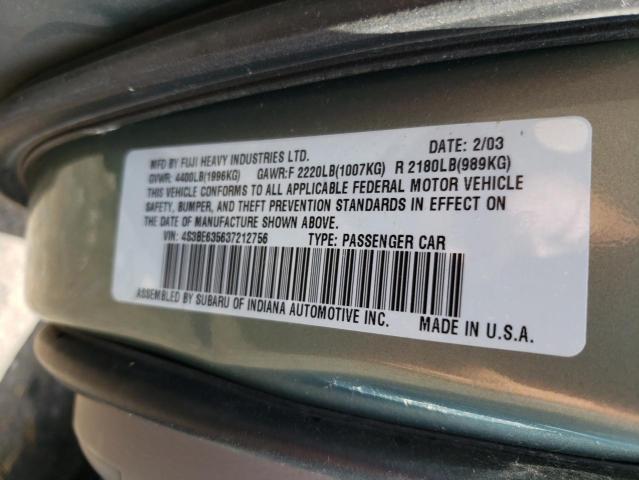 MFD BY FUJI HEAVY INDUSTRIES LTD. DATE: 2/03
GVWR: 4400LB(1996KG) GAWR:F 2220LB(1007KG) R 2180LB(989KG)
THIS VEHICLE CONFORMS TO ALL APPLICABLE FEDERAL MOTOR VEHICLE
SAFETY, BUMPER, AND THEFT PREVENTION STANDARDS IN EFFECT ON
THE DATE OF MANUFACTURE SHOWN ABOVE.
VIN: 4S3BE635637212756 TYPE: PASSENGER CAR
ASSEMBLED BY SUBARU OF INDIANA AUTOMOTIVE INC. MADE IN U.S.A.